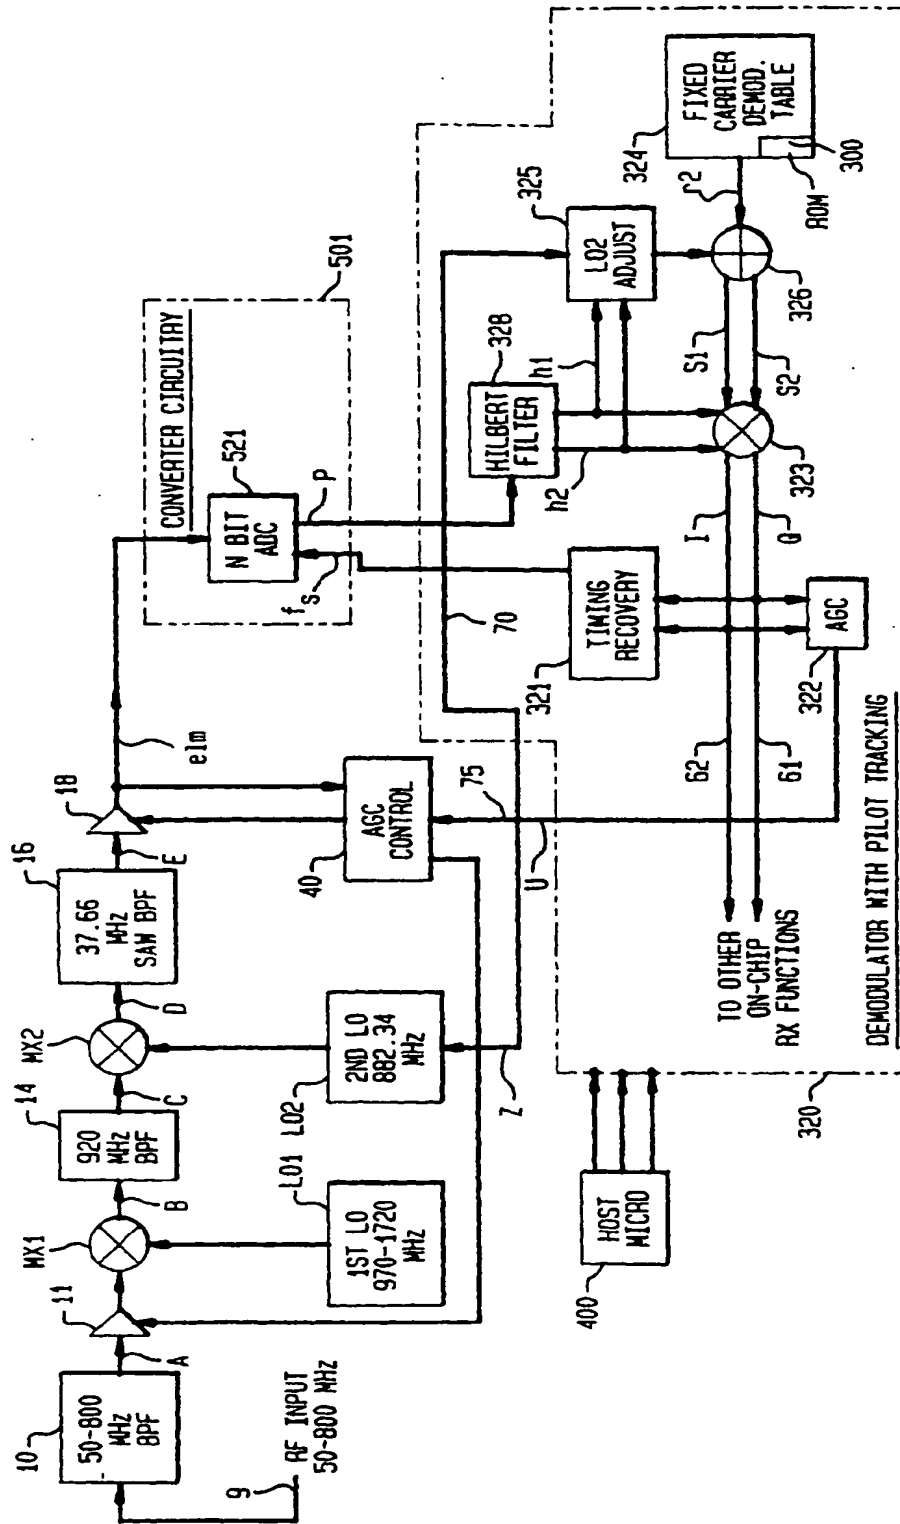 10
50-800
MHz
BPF
9
RF INPUT
50-800 MHz
A
11
MX1
B
14
920
MHz
BPF
C
MX2
D
16
37.66
MHz
SAW BPF
E
18
elm
LO1
1ST LO
970-1720
MHz
LO2
2ND LO
882.34
MHz
Z
40
AGC
CONTROL
75
U
70
CONVERTER CIRCUITRY
501
521
N BIT
ADC
P
fs
400
HOST
MICRO
320
DEMODULATOR WITH PILOT TRACKING
TO OTHER
ON-CHIP
RX FUNCTIONS
62
61
321
TIMING
RECOVERY
322
AGC
I
Q
328
HILBERT
FILTER
h1
h2
323
S1
S2
325
LO2
ADJUST
326
r2
324
FIXED
CARRIER
DEMOD.
TABLE
ROM
300